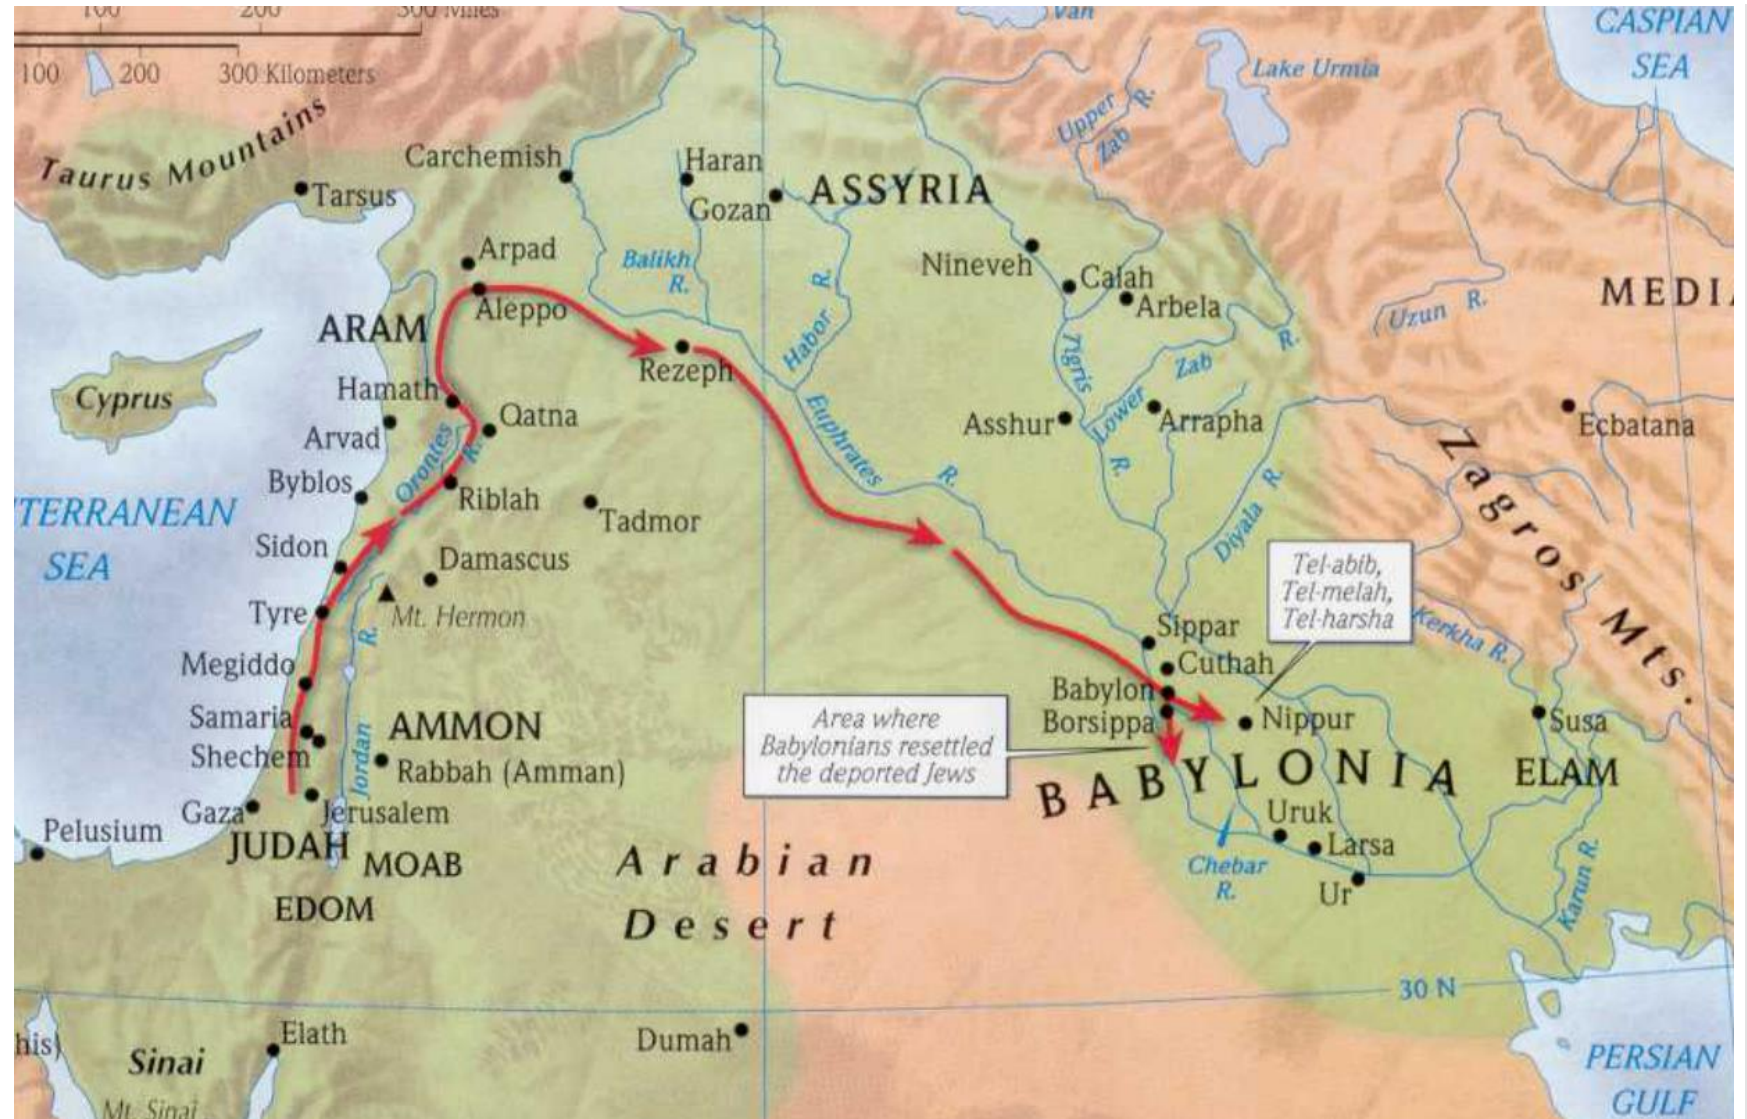 100 200 300 Miles
100 200 300 Kilometers
Van
CASPIAN
SEA
Lake Urmia
Upper
Zab
R.
Taurus Mountains
Tarsus
Carchemish
Haran
Gozan
ASSYRIA
Arpad
Balikh
R.
Nineveh
Calah
Arbela
Aleppo
ARAM
Habor
R.
Tigris
Zab
R.
Uzun R.
MEDI
Rezeph
Cyprus
Hamath
Qatna
Arvad
Euphrates
R.
Asshur
Lower
R.
Arrapha
Ecbatana
Zagros Mts.
Byblos
Orontes
R.
Riblah
Tadmor
TERRANEAN
SEA
Sidon
Damascus
Diyala R.
Tel-abib,
Tel-melah,
Tel-harsha
Tyre
Mt. Hermon
R.
Sippar
Kerkha R.
Megiddo
Cuthah
Babylon
Borsippa
Nippur
Susa
Samaria
Shechem
Jordan
AMMON
Rabbah (Amman)
Area where
Babylonians resettled
the deported Jews
BABYLONIA
ELAM
Gaza
Jerusalem
Pelusium
JUDAH
MOAB
EDOM
Arabian
Desert
Uruk
Larsa
Chebar
R.
Ur
Karun R.
30 N
his)
Elath
Dumah
Sinai
Mt. Sinai
PERSIAN
GULF